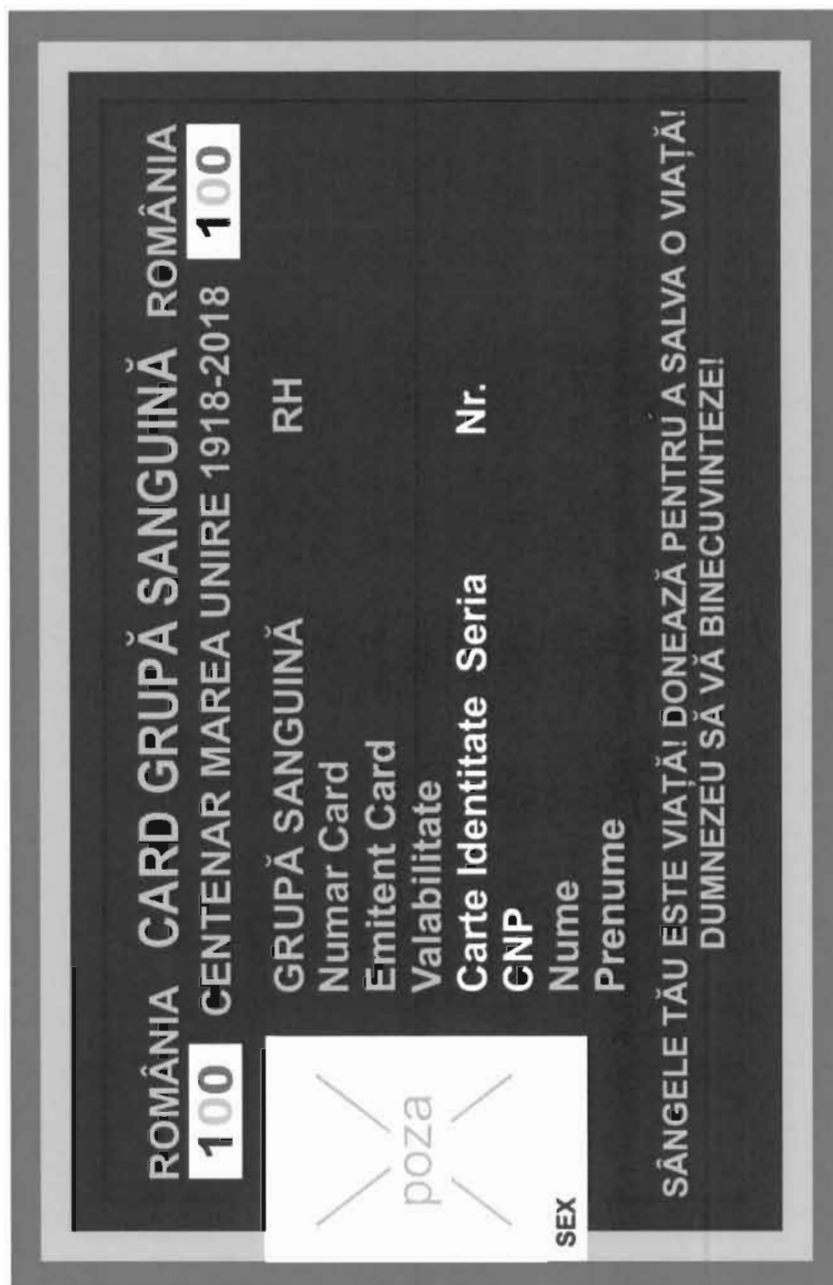 ROMÂNIA CARD GRUPĂ SANGUINĂ ROMÂNIA
100 CENTENAR MAREA UNIRE 1918-2018 100
GRUPĂ SANGUINĂ RH
Numar Card
Emitent Card
Valabilitate
Carte Identitate Seria Nr.
CNP
Nume
Prenume
poza
SEX
SÂNGELE TĂU ESTE VIAȚĂ! DONEAZĂ PENTRU A SALVA O VIAȚĂ!
DUMNEZEU SĂ VĂ BINECUVINTEZE!